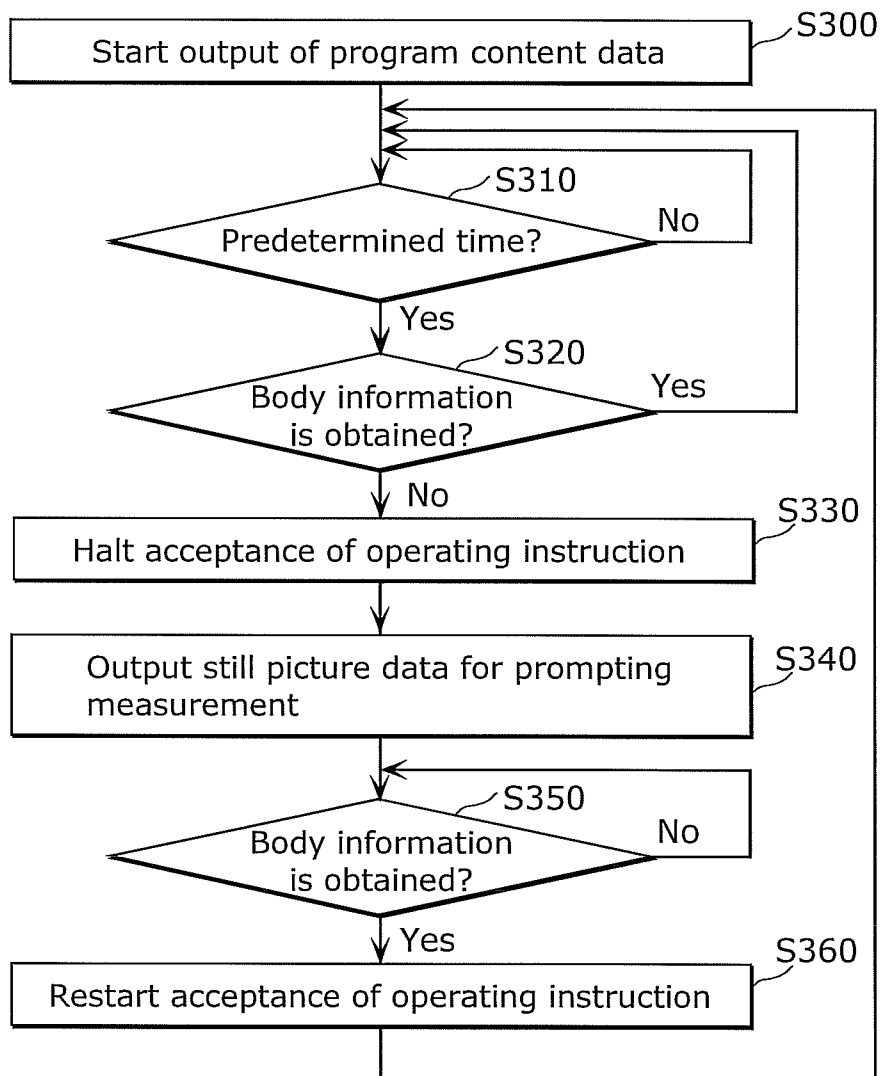 S300
Start output of program content data
S310
Predetermined time?
No
Yes
S320
Body information
is obtained?
Yes
No
S330
Halt acceptance of operating instruction
S340
Output still picture data for prompting
measurement
S350
Body information
is obtained?
No
Yes
S360
Restart acceptance of operating instruction